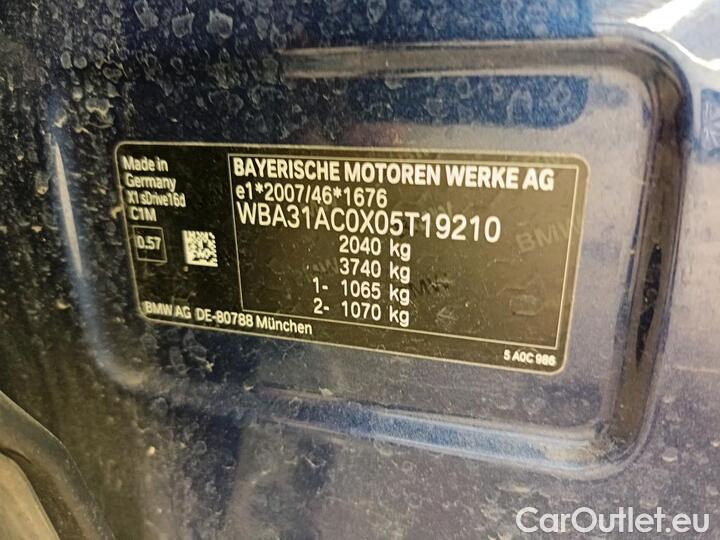 Made in
Germany
X1 sDrive16d
C1M
0.57
BAYERISCHE MOTOREN WERKE AG
e1*2007/46*1676
WBA31AC0X05T19210
2040 kg
3740 kg
1- 1065 kg
2- 1070 kg
BMW AG DE-80788 München
5 A0C 986
CarOutlet.eu